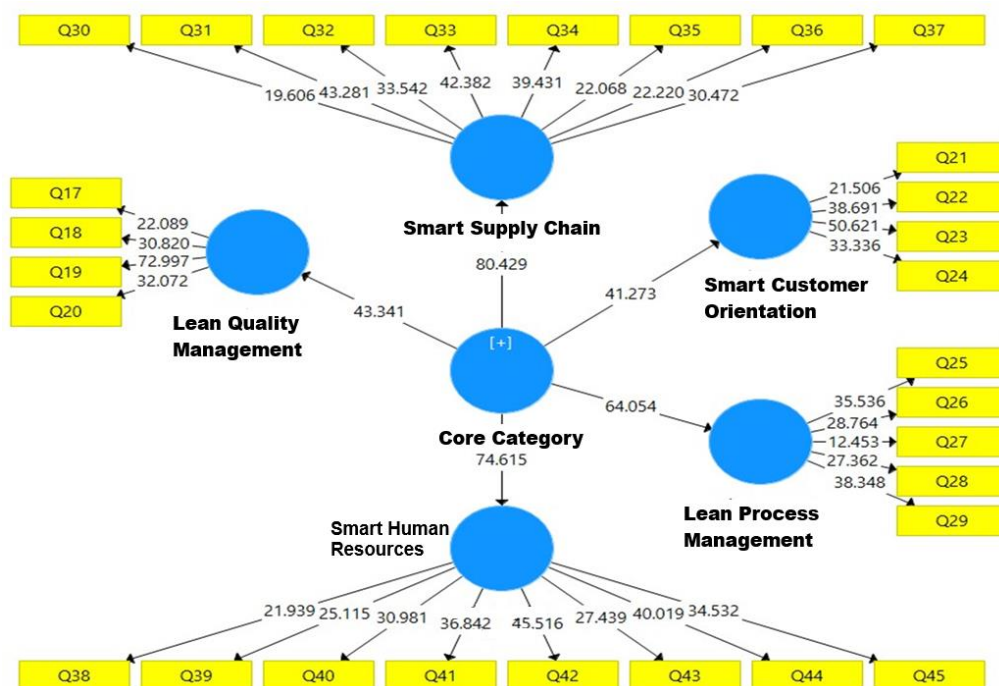 Q30 Q31 Q32 Q33 Q34 Q35 Q36 Q37
19.606 43.281 33.542 42.382 39.431 22.068 22.220 30.472
Smart Supply Chain
80.429
Q17
Q18
Q19
Q20
22.089
30.820
72.997
32.072
Lean Quality
Management
43.341
Q21
Q22
Q23
Q24
21.506
38.691
50.621
33.336
Smart Customer
Orientation
41.273
[+]
Core Category
64.054
Q25
Q26
Q27
Q28
Q29
35.536
28.764
12.453
27.362
38.348
Lean Process
Management
74.615
Smart Human
Resources
21.939 25.115 30.981 36.842 45.516 27.439 40.019 34.532
Q38 Q39 Q40 Q41 Q42 Q43 Q44 Q45